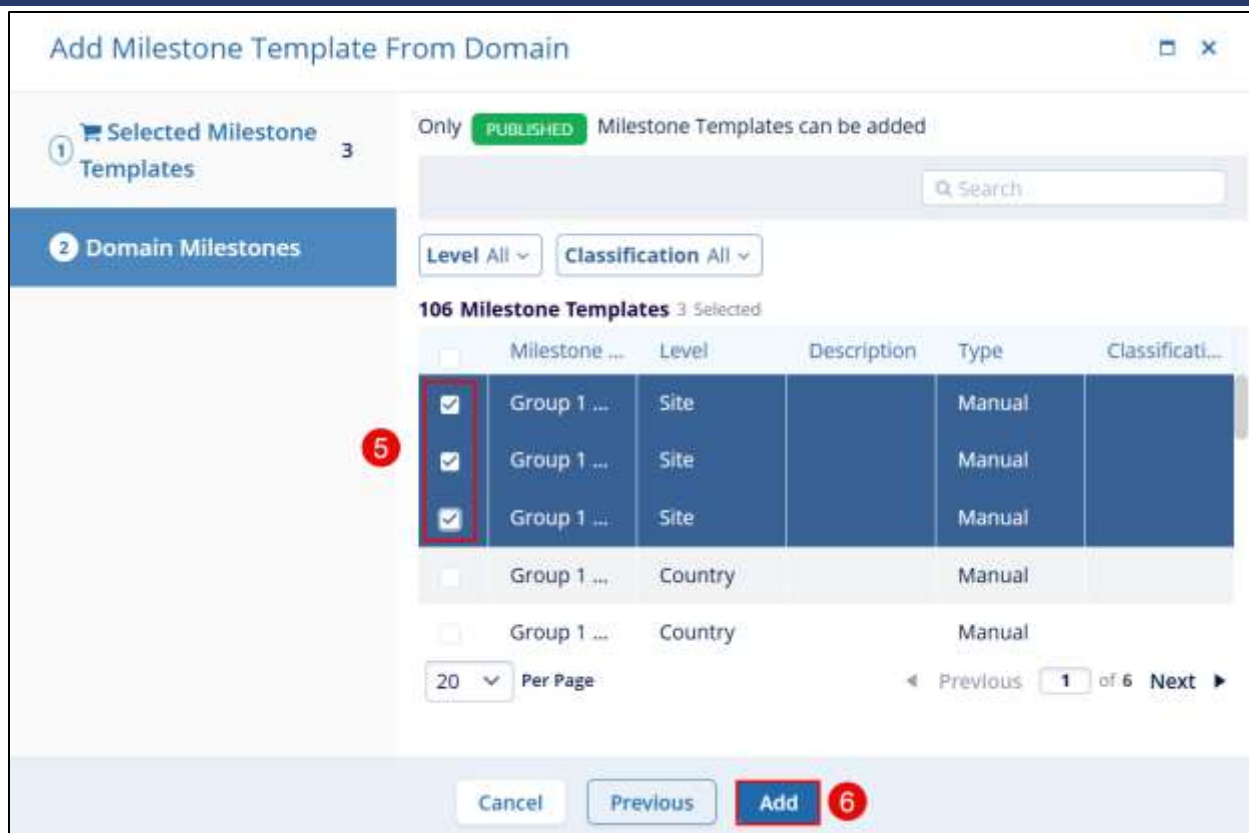 Add Milestone Template From Domain
1 Selected Milestone Templates 3
2 Domain Milestones
Only PUBLISHED Milestone Templates can be added
Search
Level All Classification All
106 Milestone Templates 3 Selected
Milestone ... Level Description Type Classificati...
Group 1 ... Site Manual
5
Group 1 ... Site Manual
Group 1 ... Site Manual
Group 1 ... Country Manual
Group 1 ... Country Manual
20 Per Page Previous 1 of 6 Next
Cancel Previous Add 6